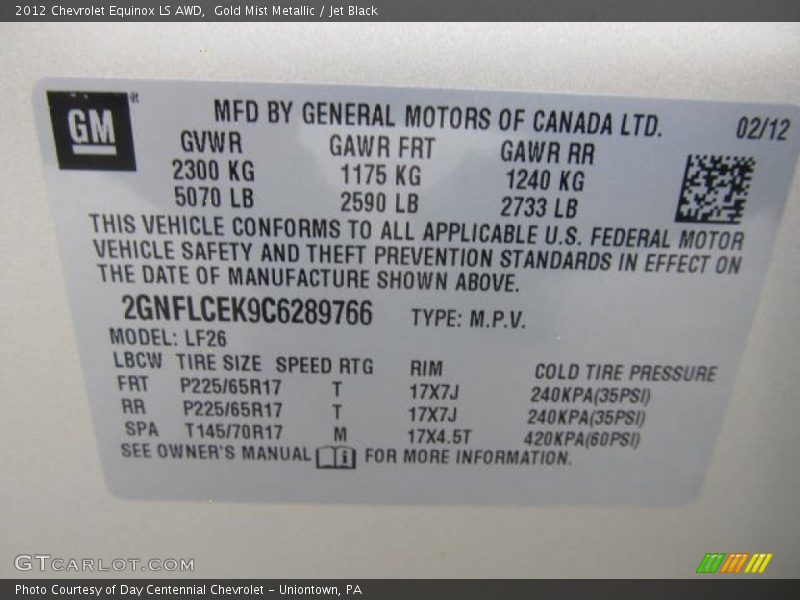 2012 Chevrolet Equinox LS AWD,  Gold Mist Metallic / Jet Black
GM®
MFD BY GENERAL MOTORS OF CANADA LTD. 02/12
GVWR GAWR FRT GAWR RR
2300 KG 1175 KG 1240 KG
5070 LB 2590 LB 2733 LB
THIS VEHICLE CONFORMS TO ALL APPLICABLE U.S. FEDERAL MOTOR
VEHICLE SAFETY AND THEFT PREVENTION STANDARDS IN EFFECT ON
THE DATE OF MANUFACTURE SHOWN ABOVE.
2GNFLCEK9C6289766 TYPE: M.P.V.
MODEL: LF26
LBCW TIRE SIZE SPEED RTG RIM COLD TIRE PRESSURE
FRT P225/65R17 T 17X7J 240KPA(35PSI)
RR P225/65R17 T 17X7J 240KPA(35PSI)
SPA T145/70R17 M 17X4.5T 420KPA(60PSI)
SEE OWNER'S MANUAL i FOR MORE INFORMATION.
GTCARLOT.COM
Photo Courtesy of Day Centennial Chevrolet - Uniontown, PA